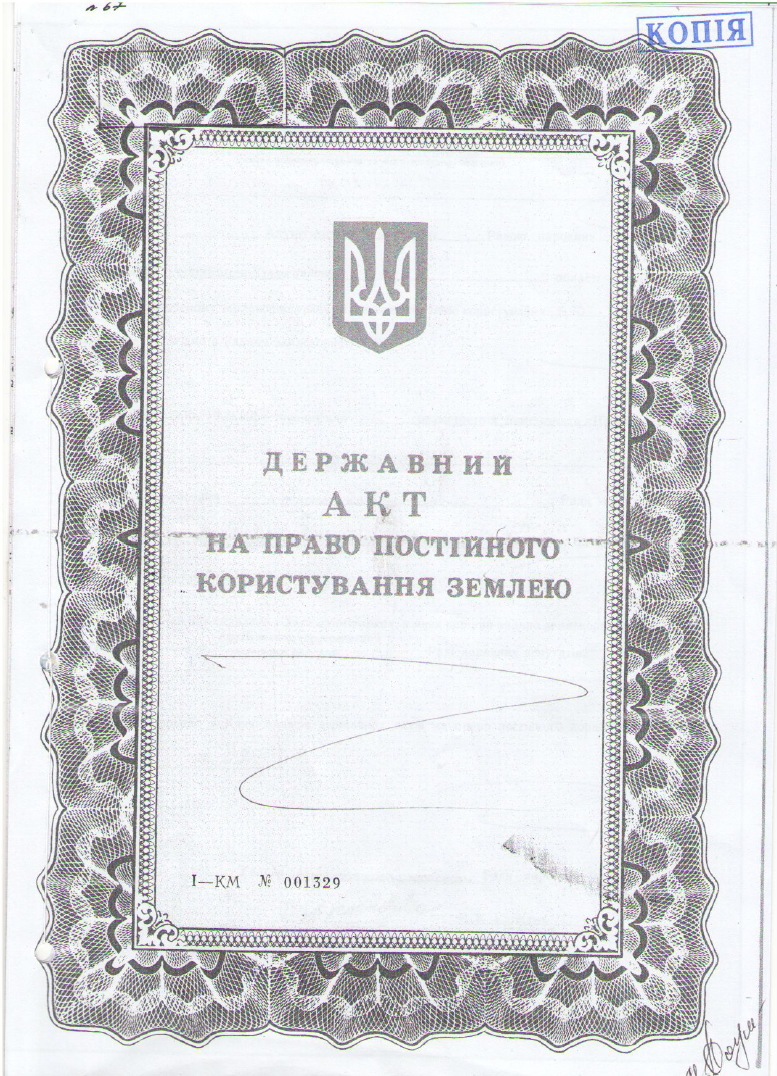 КОПІЯ
ДЕРЖАВНИЙ
АКТ
НА ПРАВО ПОСТІЙНОГО
КОРИСТУВАННЯ ЗЕМЛЕЮ
І—КМ № 001329